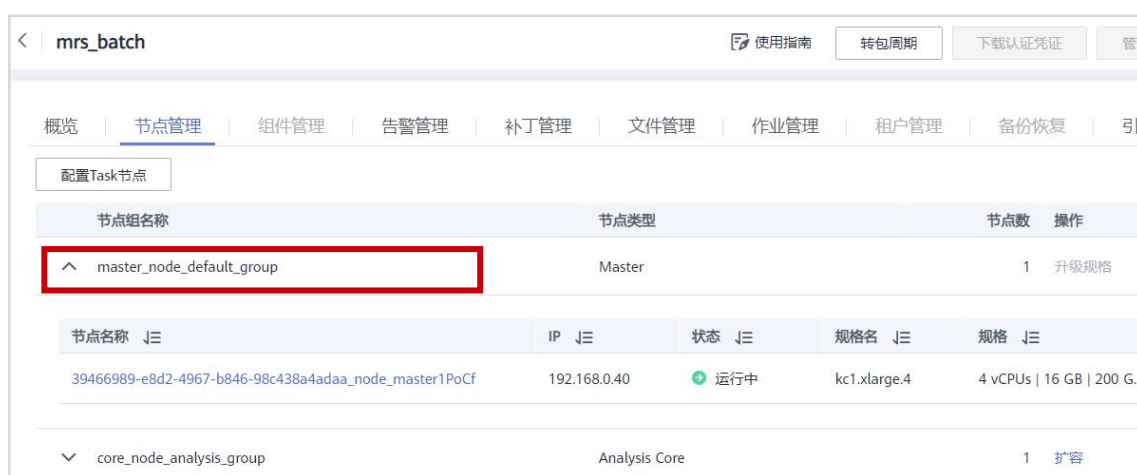 mrs_batch 使用指南 转包周期 下载认证凭证 管
概览 节点管理 组件管理 告警管理 补丁管理 文件管理 作业管理 租户管理 备份恢复 引
配置Task节点
节点组名称 节点类型 节点数 操作
master_node_default_group Master 1 升级规格
节点名称 IP 状态 规格名 规格
39466989-e8d2-4967-b846-98c438a4adaa_node_master1PoCf 192.168.0.40 运行中 kc1.xlarge.4 4 vCPUs | 16 GB | 200 G.
core_node_analysis_group Analysis Core 1 扩容